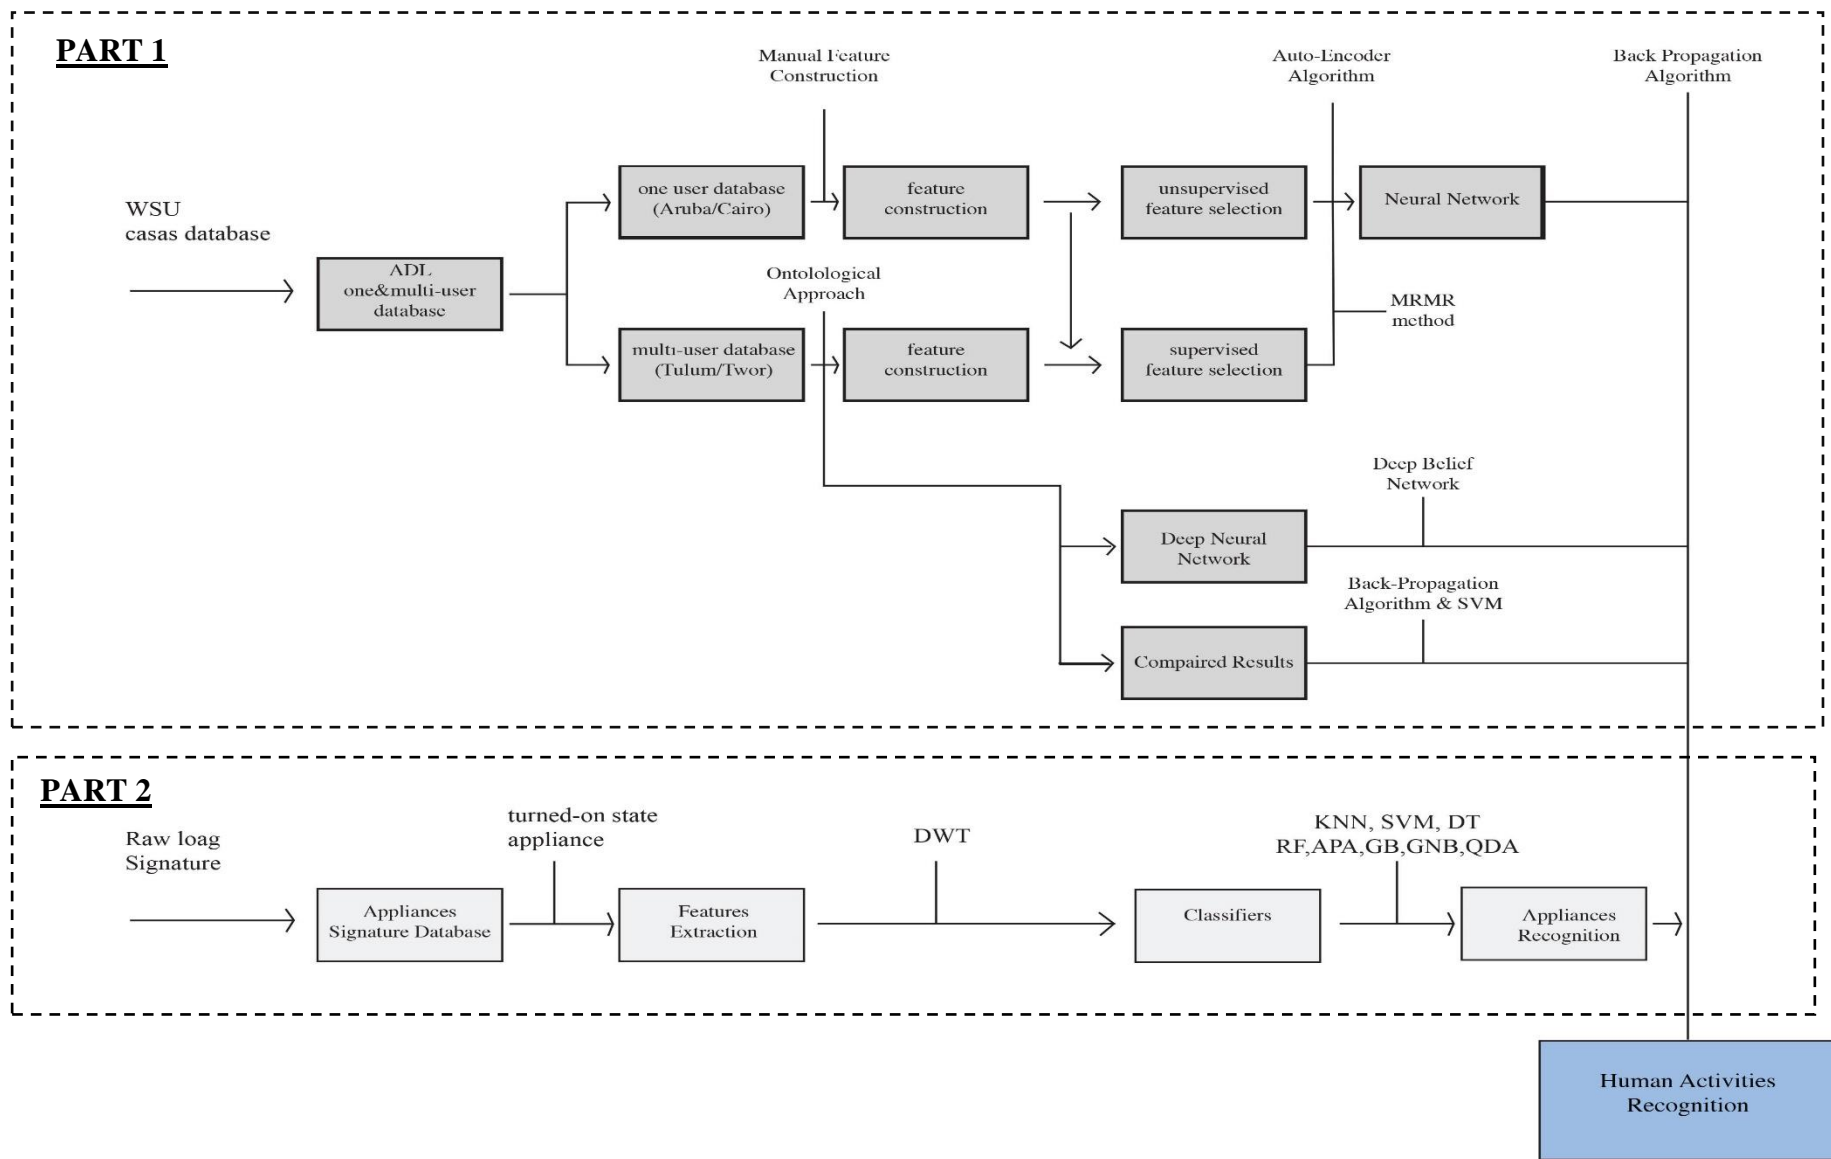 PART 1
Manual Feature
Construction
Auto-Encoder
Algorithm
Back Propagation
Algorithm
WSU
casas database
ADL
one&multi-user
database
one user database
(Aruba/Cairo)
feature
construction
unsupervised
feature selection
Neural Network
Ontolological
Approach
MRMR
method
multi-user database
(Tulum/Twor)
feature
construction
supervised
feature selection
Deep Belief
Network
Deep Neural
Network
Back-Propagation
Algorithm & SVM
Compaired Results
PART 2
Raw loag
Signature
turned-on state
appliance
DWT
KNN, SVM, DT
RF,APA,GB,GNB,QDA
Appliances
Signature Database
Features
Extraction
Classifiers
Appliances
Recognition
Human Activities
Recognition